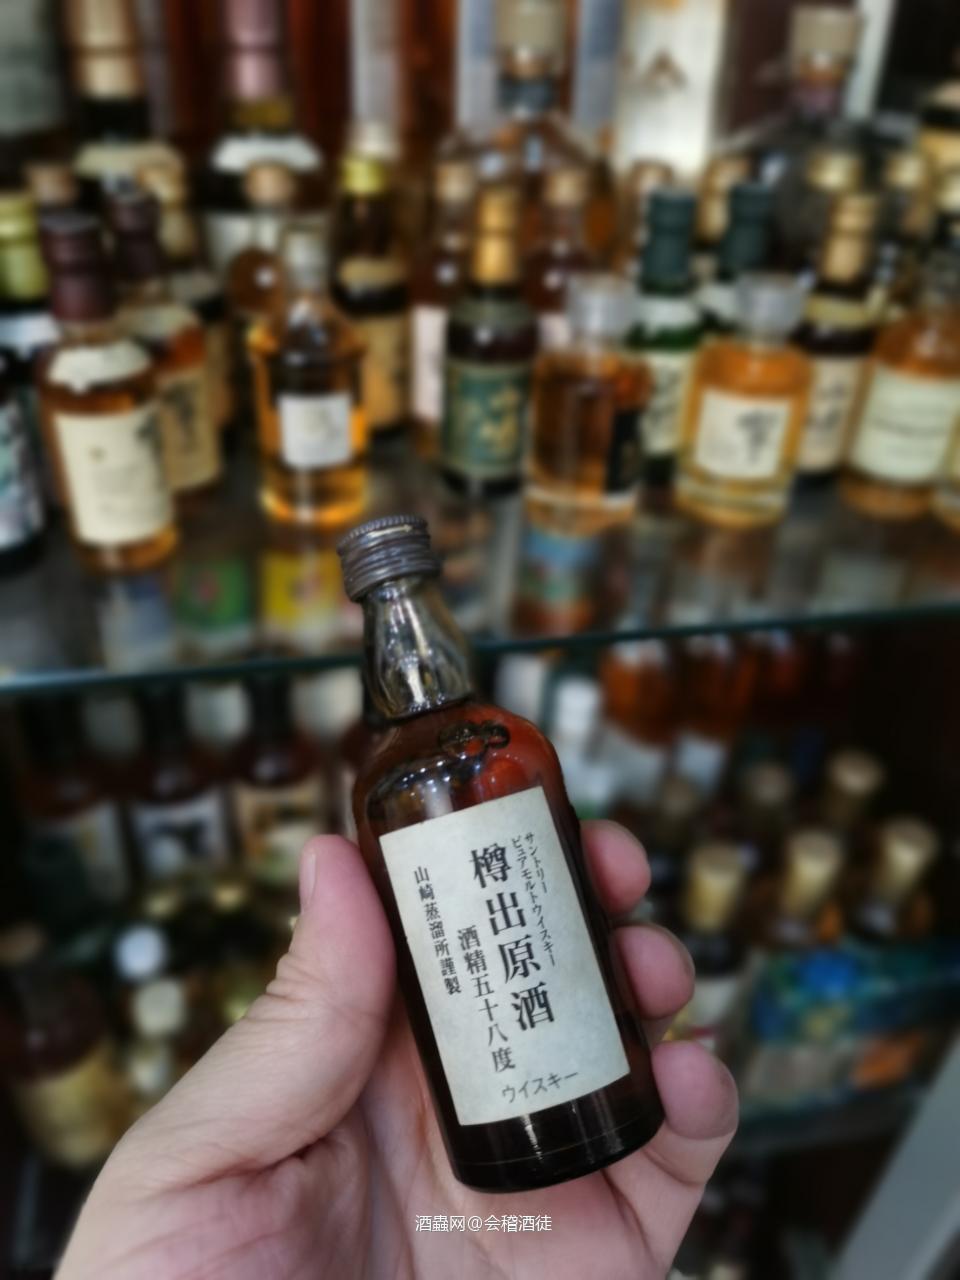 サントリー
ピュアモルトウイスキー
樽出原酒
酒精五十八度
山崎蒸溜所謹製
ウイスキー
酒蟲网@会稽酒徒